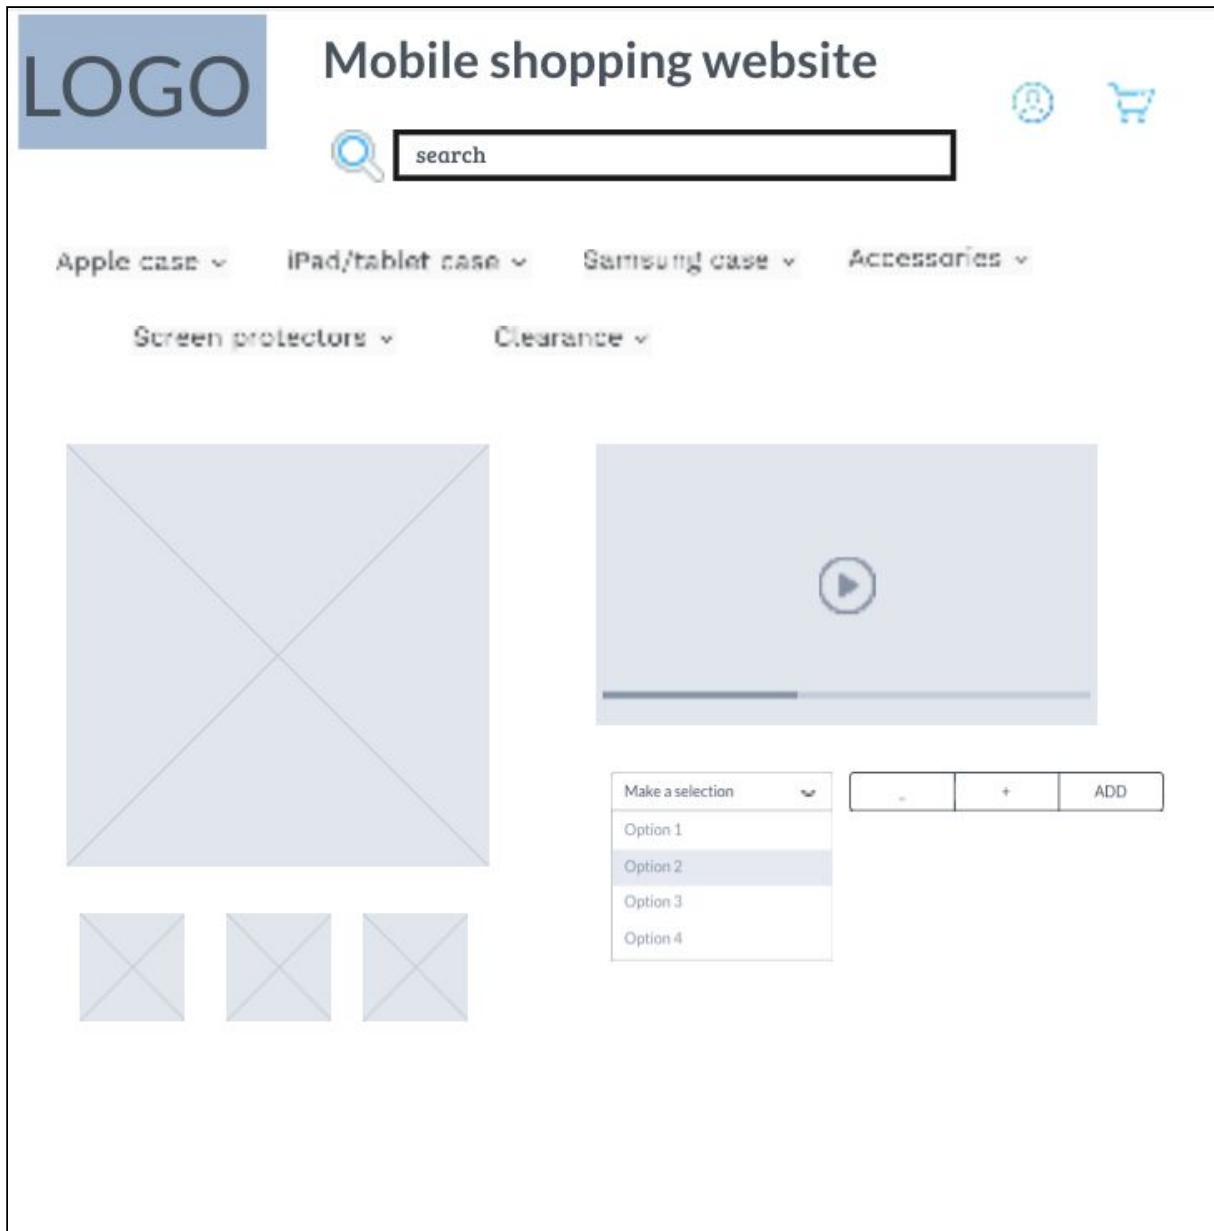 LOGO
Mobile shopping website
search
Apple case
iPad/tablet case
Samsung case
Accessories
Screen protectors
Clearance
Make a selection
- + ADD
Option 1
Option 2
Option 3
Option 4